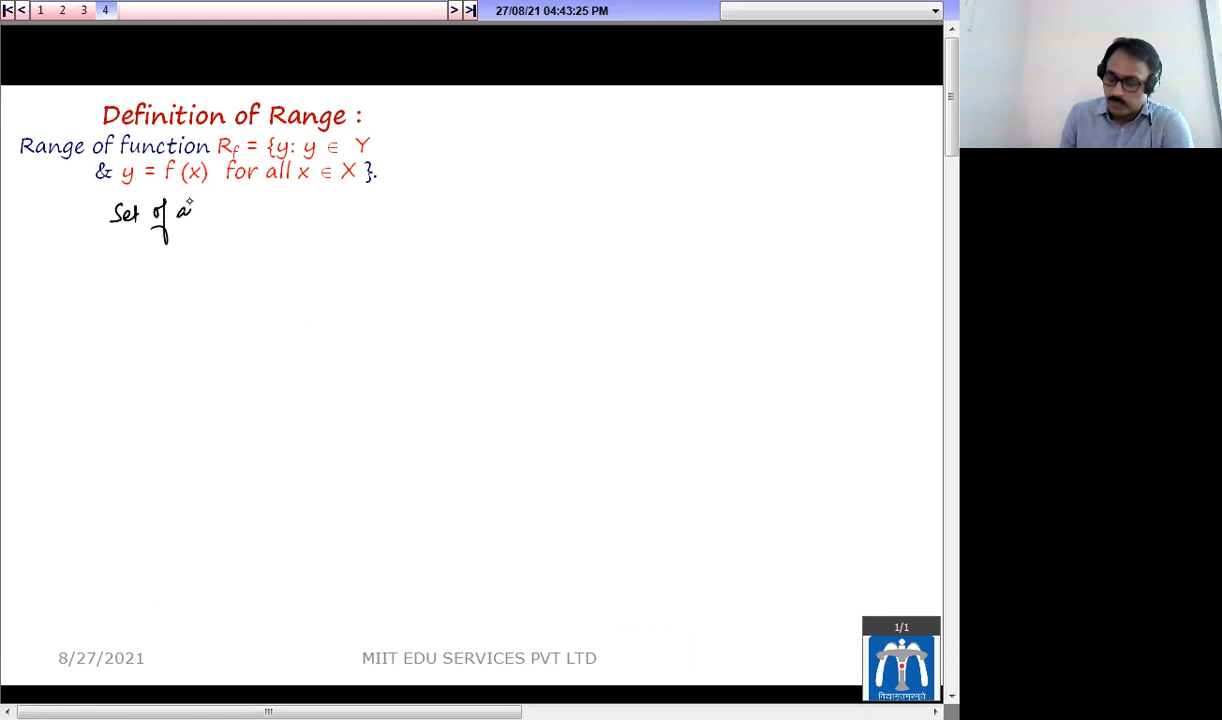 1 2 3 4
27/08/21 04:43:25 PM
Definition of Range :
Range of function Rf = {y: y ∈ Y
& y = f (x) for all x ∈ X }.
Set of a
8/27/2021
MIIT EDU SERVICES PVT LTD
1/1